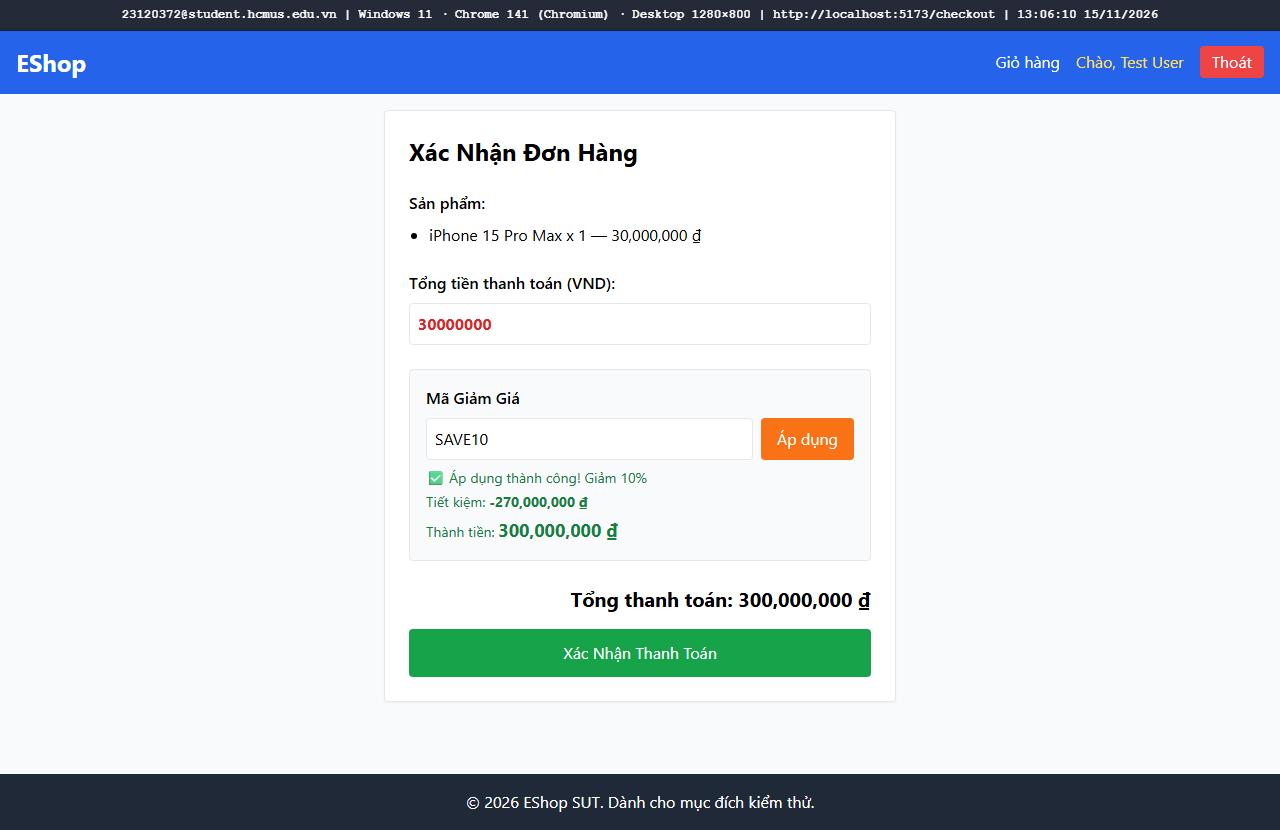 23120372@student.hcmus.edu.vn | Windows 11 · Chrome 141 (Chromium) · Desktop 1280×800 | http://localhost:5173/checkout | 13:06:10 15/11/2026
EShop
Giỏ hàng Chào, Test User Thoát
Xác Nhận Đơn Hàng
Sản phẩm:
• iPhone 15 Pro Max x 1 — 30,000,000 ₫
Tổng tiền thanh toán (VND):
30000000
Mã Giảm Giá
SAVE10 Áp dụng
✅ Áp dụng thành công! Giảm 10%
Tiết kiệm: -270,000,000 ₫
Thành tiền: 300,000,000 ₫
Tổng thanh toán: 300,000,000 ₫
Xác Nhận Thanh Toán
© 2026 EShop SUT. Dành cho mục đích kiểm thử.